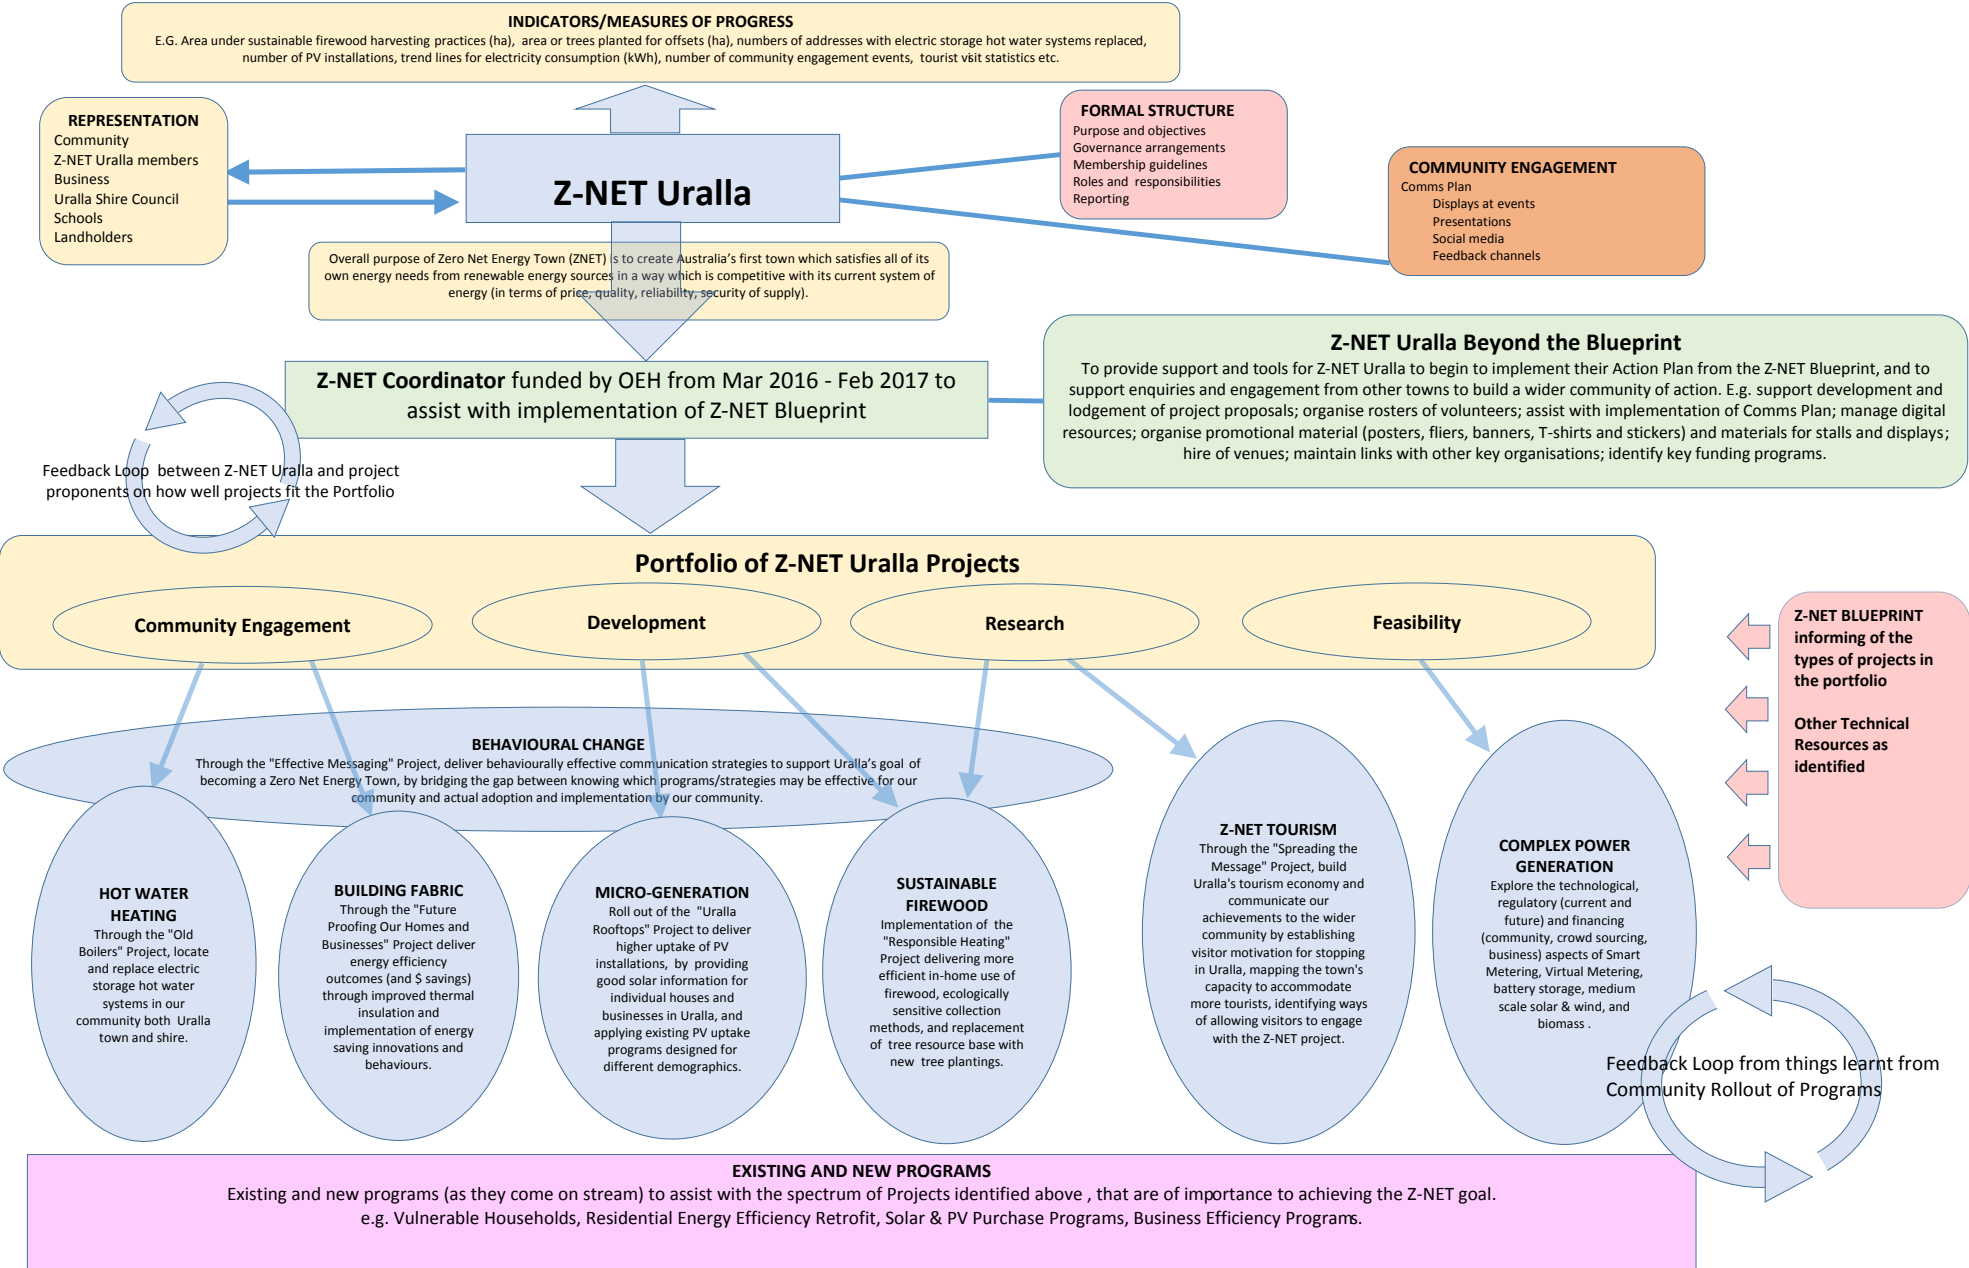 INDICATORS/MEASURES OF PROGRESS
E.G. Area under sustainable firewood harvesting practices (ha), area or trees planted for offsets (ha), numbers of addresses with electric storage hot water systems replaced,
number of PV installations, trend lines for electricity consumption (kWh), number of community engagement events, tourist visit statistics etc.
REPRESENTATION
Community
Z-NET Uralla members
Business
Uralla Shire Council
Schools
Landholders
Z-NET Uralla
FORMAL STRUCTURE
Purpose and objectives
Governance arrangements
Membership guidelines
Roles and responsibilities
Reporting
COMMUNITY ENGAGEMENT
Comms Plan
Displays at events
Presentations
Social media
Feedback channels
Overall purpose of Zero Net Energy Town (ZNET) is to create Australia's first town which satisfies all of its
own energy needs from renewable energy sources in a way which is competitive with its current system of
energy (in terms of price, quality, reliability, security of supply).
Z-NET Coordinator funded by OEH from Mar 2016 - Feb 2017 to
assist with implementation of Z-NET Blueprint
Z-NET Uralla Beyond the Blueprint
To provide support and tools for Z-NET Uralla to begin to implement their Action Plan from the Z-NET Blueprint, and to
support enquiries and engagement from other towns to build a wider community of action. E.g. support development and
lodgement of project proposals; organise rosters of volunteers; assist with implementation of Comms Plan; manage digital
resources; organise promotional material (posters, fliers, banners, T-shirts and stickers) and materials for stalls and displays;
hire of venues; maintain links with other key organisations; identify key funding programs.
Feedback Loop between Z-NET Uralla and project
proponents on how well projects fit the Portfolio
Portfolio of Z-NET Uralla Projects
Community Engagement
Development
Research
Feasibility
Z-NET BLUEPRINT
informing of the
types of projects in
the portfolio
Other Technical
Resources as
identified
BEHAVIOURAL CHANGE
Through the "Effective Messaging" Project, deliver behaviourally effective communication strategies to support Uralla's goal of
becoming a Zero Net Energy Town, by bridging the gap between knowing which programs/strategies may be effective for our
community and actual adoption and implementation by our community.
HOT WATER
HEATING
Through the "Old
Boilers" Project, locate
and replace electric
storage hot water
systems in our
community both Uralla
town and shire.
BUILDING FABRIC
Through the "Future
Proofing Our Homes and
Businesses" Project deliver
energy efficiency
outcomes (and $ savings)
through improved thermal
insulation and
implementation of energy
saving innovations and
behaviours.
MICRO-GENERATION
Roll out of the "Uralla
Rooftops" Project to deliver
higher uptake of PV
installations, by providing
good solar information for
individual houses and
businesses in Uralla, and
applying existing PV uptake
programs designed for
different demographics.
SUSTAINABLE
FIREWOOD
Implementation of the
"Responsible Heating"
Project delivering more
efficient in-home use of
firewood, ecologically
sensitive collection
methods, and replacement
of tree resource base with
new tree plantings.
Z-NET TOURISM
Through the "Spreading the
Message" Project, build
Uralla's tourism economy and
communicate our
achievements to the wider
community by establishing
visitor motivation for stopping
in Uralla, mapping the town's
capacity to accommodate
more tourists, identifying ways
of allowing visitors to engage
with the Z-NET project.
COMPLEX POWER
GENERATION
Explore the technological,
regulatory (current and
future) and financing
(community, crowd sourcing,
business) aspects of Smart
Metering, Virtual Metering,
battery storage, medium
scale solar & wind, and
biomass .
Feedback Loop from things learnt from
Community Rollout of Programs
EXISTING AND NEW PROGRAMS
Existing and new programs (as they come on stream) to assist with the spectrum of Projects identified above , that are of importance to achieving the Z-NET goal.
e.g. Vulnerable Households, Residential Energy Efficiency Retrofit, Solar & PV Purchase Programs, Business Efficiency Programs.